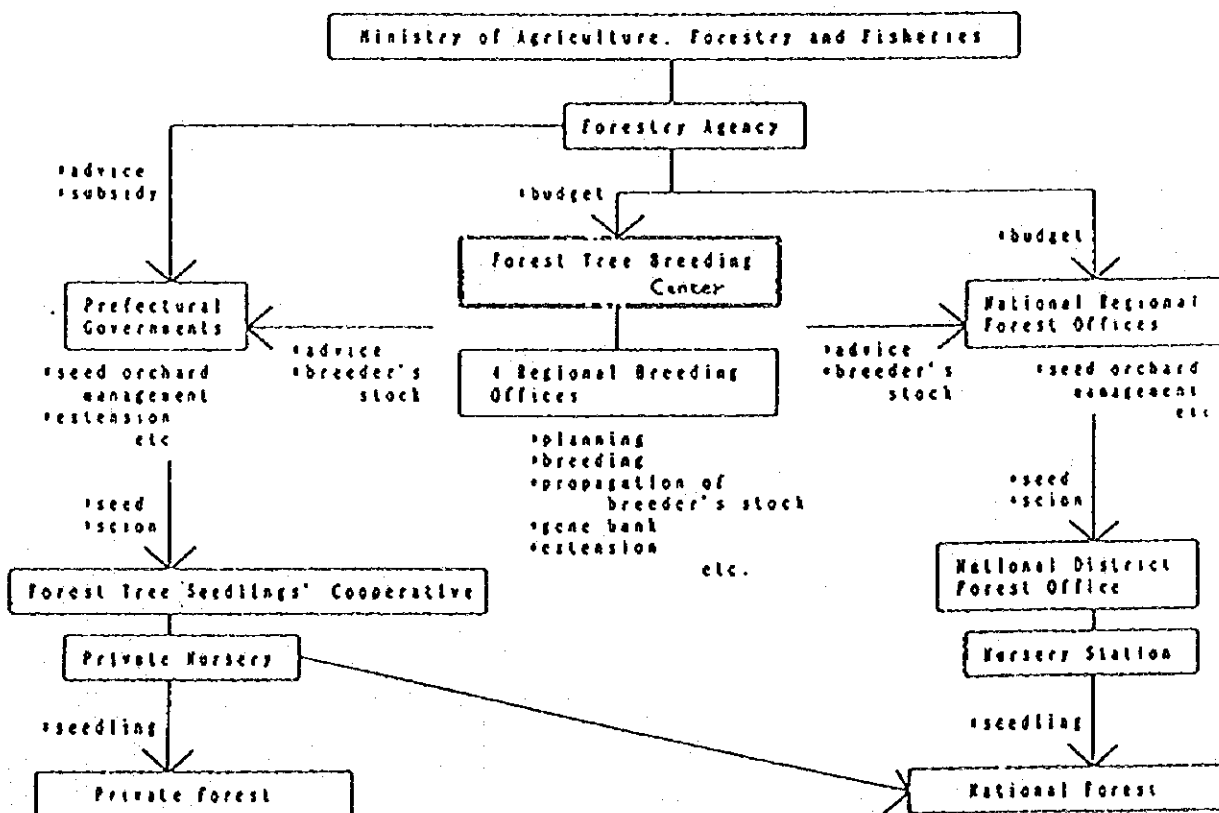 Ministry of Agriculture, Forestry and Fisheries
Forestry Agency
*advice
*subsidy
*budget
*budget
Forest Tree Breeding
Center
Prefectural
Governments
National Regional
Forest Offices
*advice
*breeder's
stock
4 Regional Breeding
Offices
*advice
*breeder's
stock
*seed orchard
management
*extension
etc
*seed orchard
management
etc
*planning
*breeding
*propagation of
breeder's stock
*gene bank
*extension
etc.
*seed
*scion
*seed
*scion
Forest Tree Seedlings' Cooperative
National District
Forest Office
Private Nursery
Nursery Station
*seedling
*seedling
Private Forest
National Forest